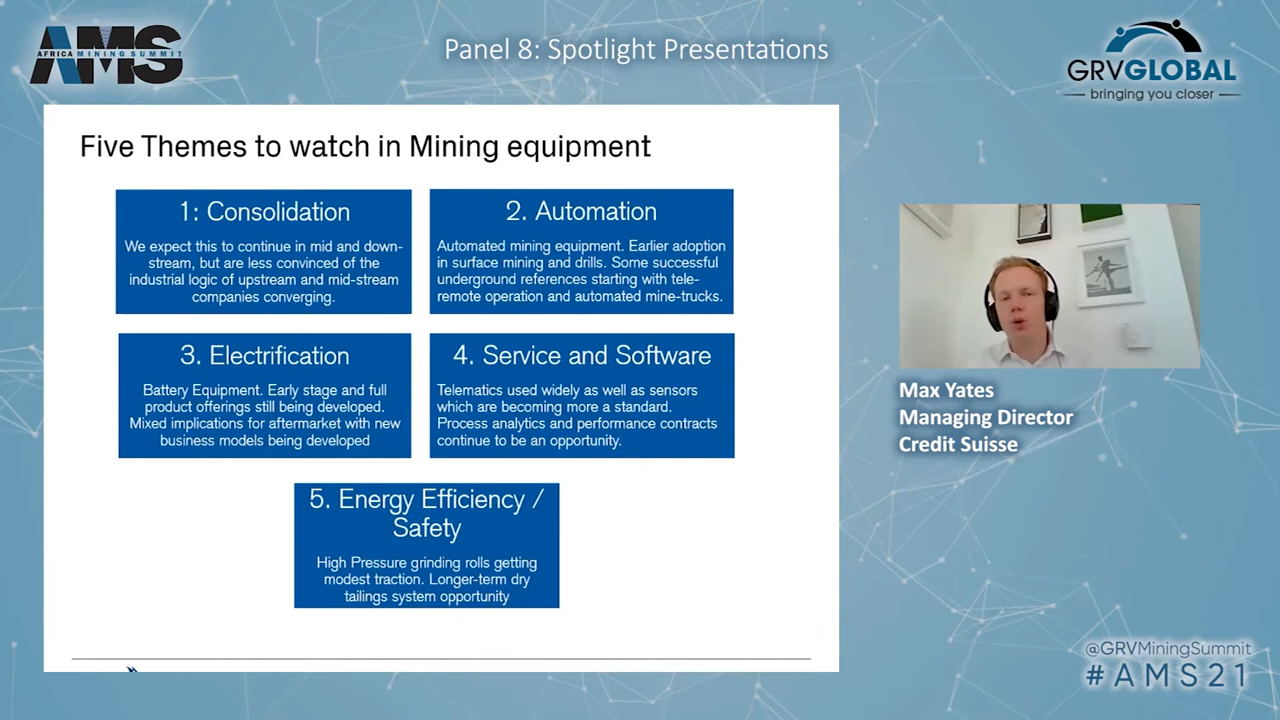 AMS
AFRICA MINING SUMMIT
Panel 8: Spotlight Presentations
GRVGLOBAL
bringing you closer
Five Themes to watch in Mining equipment
1: Consolidation
We expect this to continue in mid and down-
stream, but are less convinced of the
industrial logic of upstream and mid-stream
companies converging.
2. Automation
Automated mining equipment. Earlier adoption
in surface mining and drills. Some successful
underground references starting with tele-
remote operation and automated mine-trucks.
3. Electrification
Battery Equipment. Early stage and full
product offerings still being developed.
Mixed implications for aftermarket with new
business models being developed
4. Service and Software
Telematics used widely as well as sensors
which are becoming more a standard.
Process analytics and performance contracts
continue to be an opportunity.
5. Energy Efficiency /
Safety
High Pressure grinding rolls getting
modest traction. Longer-term dry
tailings system opportunity
Max Yates
Managing Director
Credit Suisse
@GRVMiningSummit
#AMS21